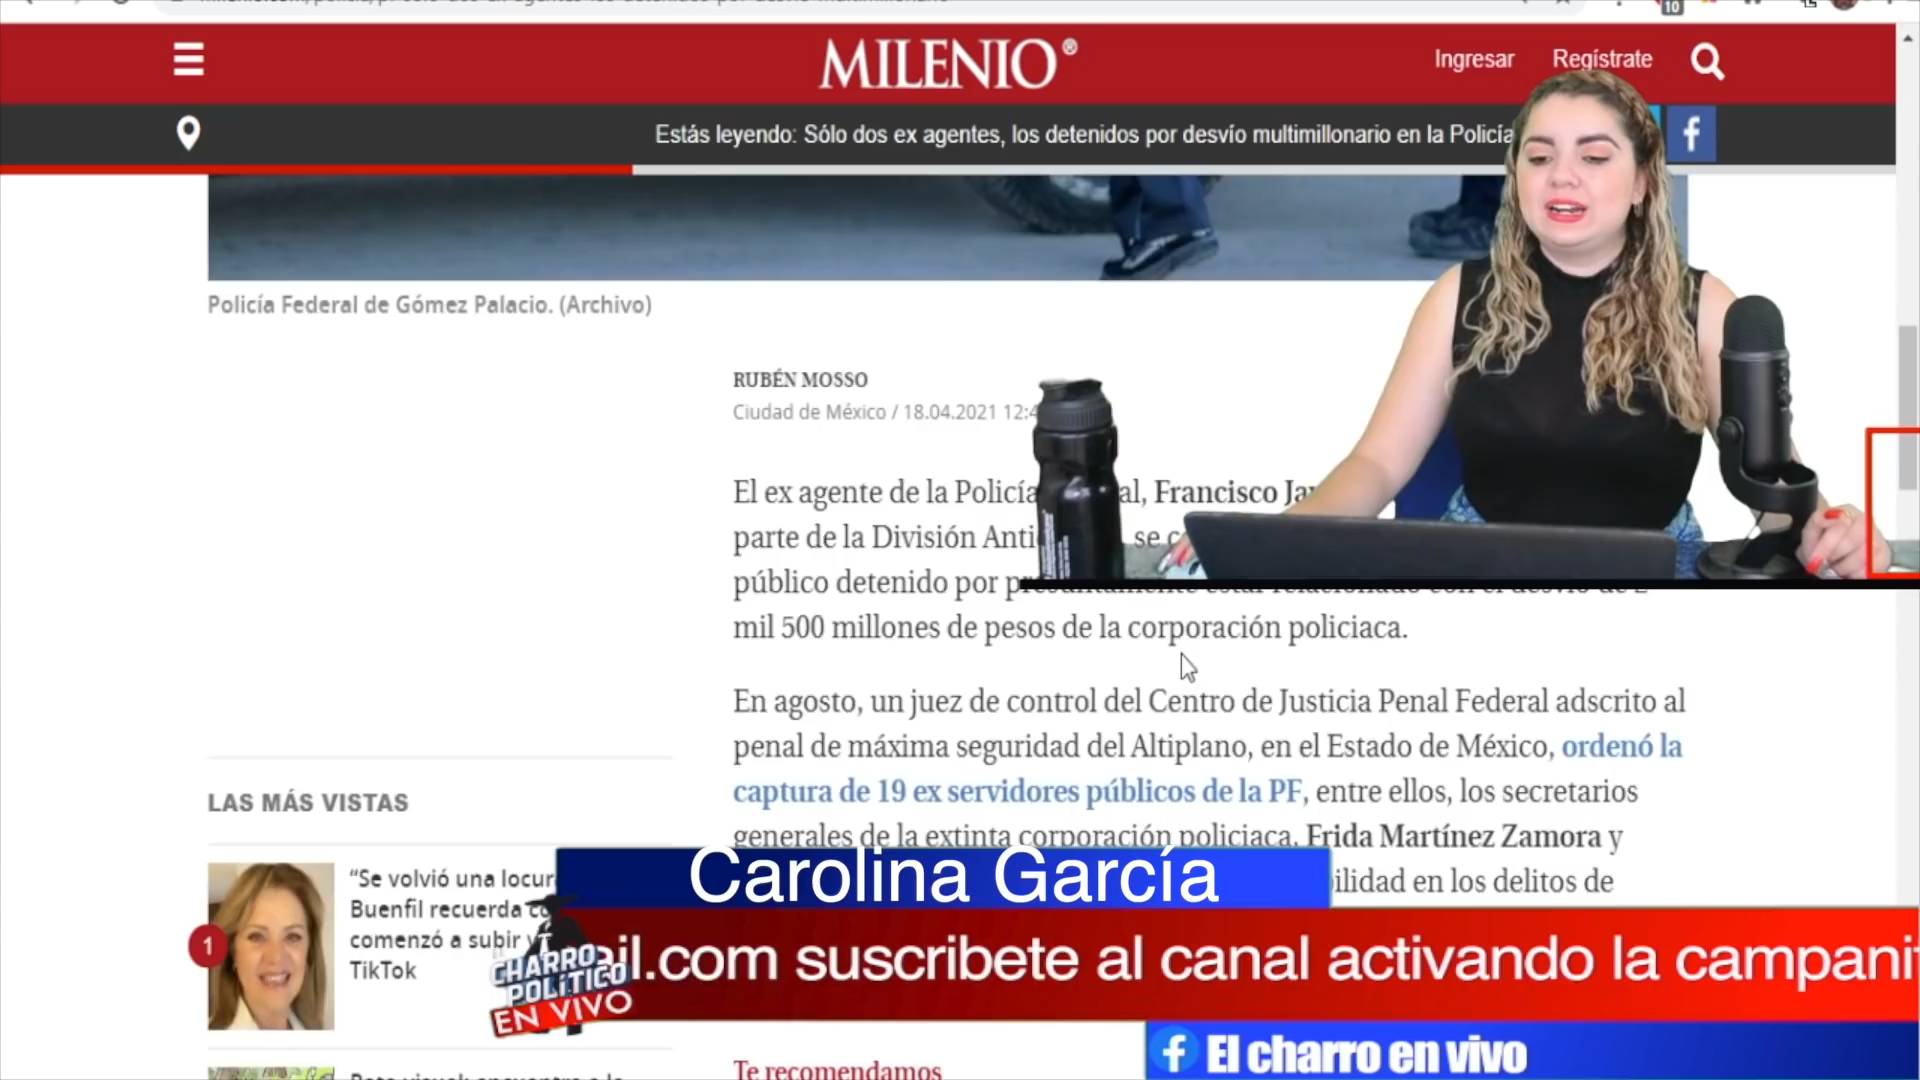 10
MILENIO®
Ingresar Regístrate
Estás leyendo: Sólo dos ex agentes, los detenidos por desvío multimillonario en la Policía
Policía Federal de Gómez Palacio. (Archivo)
RUBÉN MOSSO
Ciudad de México / 18.04.2021 12:4
El ex agente de la Policía al, Francisco Jav
parte de la División Anti se
público detenido por
mil 500 millones de pesos de la corporación policiaca.
En agosto, un juez de control del Centro de Justicia Penal Federal adscrito al
penal de máxima seguridad del Altiplano, en el Estado de México, ordenó la
captura de 19 ex servidores públicos de la PF, entre ellos, los secretarios
generales de la extinta corporación policiaca, Frida Martínez Zamora y
bilidad en los delitos de
LAS MÁS VISTAS
1
“Se volvió una locur
Buenfil recuerda
comenzó a subir
TikTok
Te recomendamos
Carolina García
ail.com suscribete al canal activando la campani
CHARRO
POLÍTICO
EN VIVO
El charro en vivo